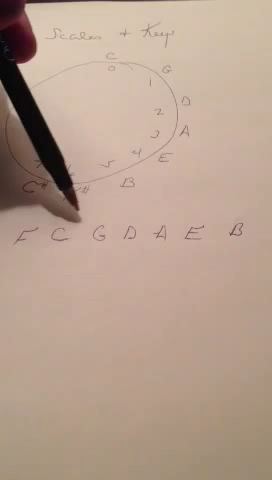 Scales + Keys
C
0 G
1
2 D
3 A
4 E
5 B
C#
F C G D A E B